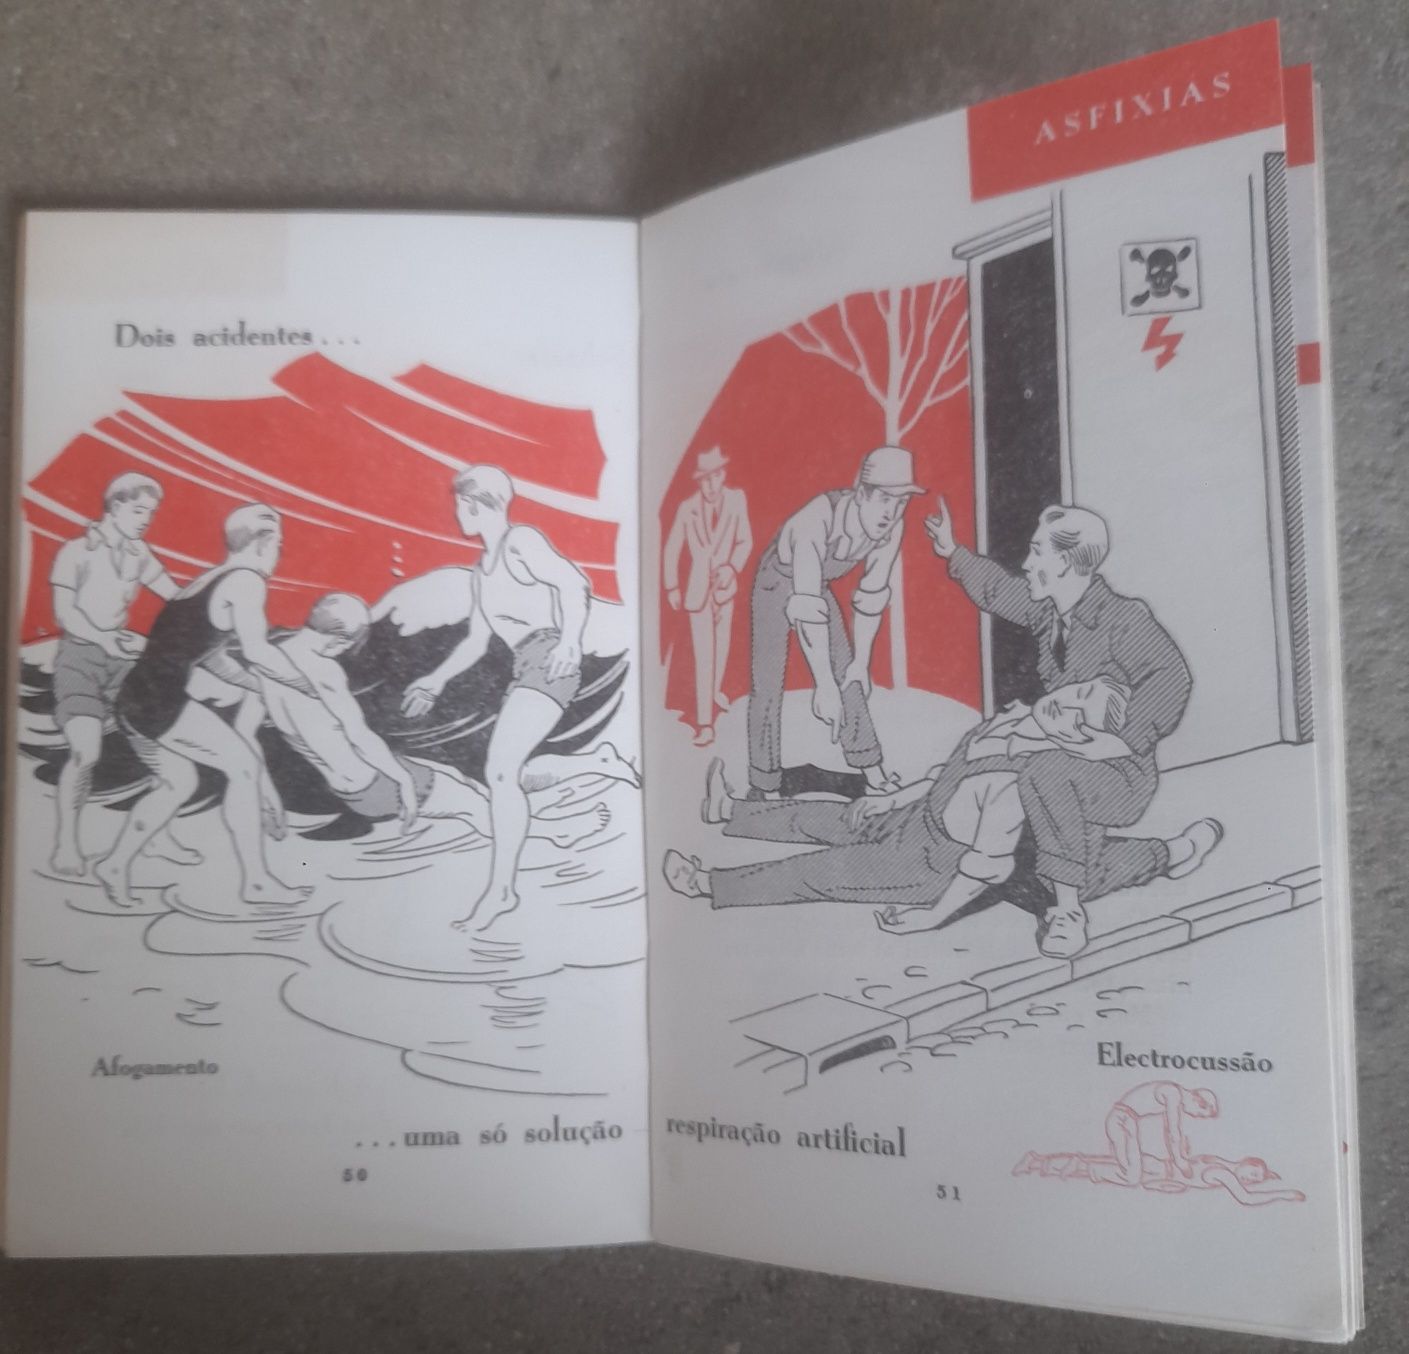 Dois acidentes...
Afogamento
...uma só solução
50
ASFIXIAS
Electrocussão
respiração artificial
51